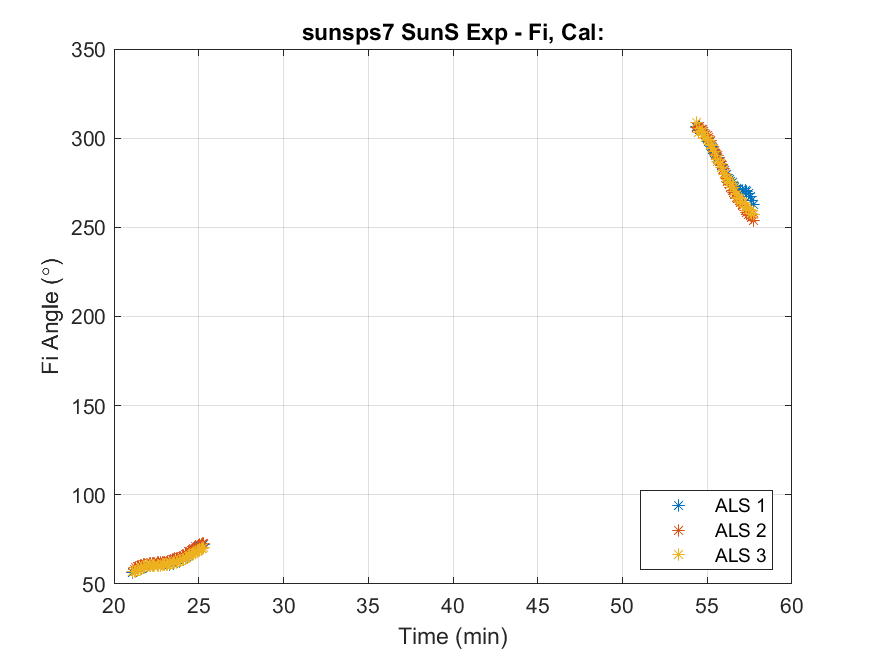 sunsps7 SunS Exp - Fi, Cal:
350
300
250
200
150
100
50
Fi Angle (°)
20 25 30 35 40 45 50 55 60
Time (min)
ALS 1
ALS 2
ALS 3